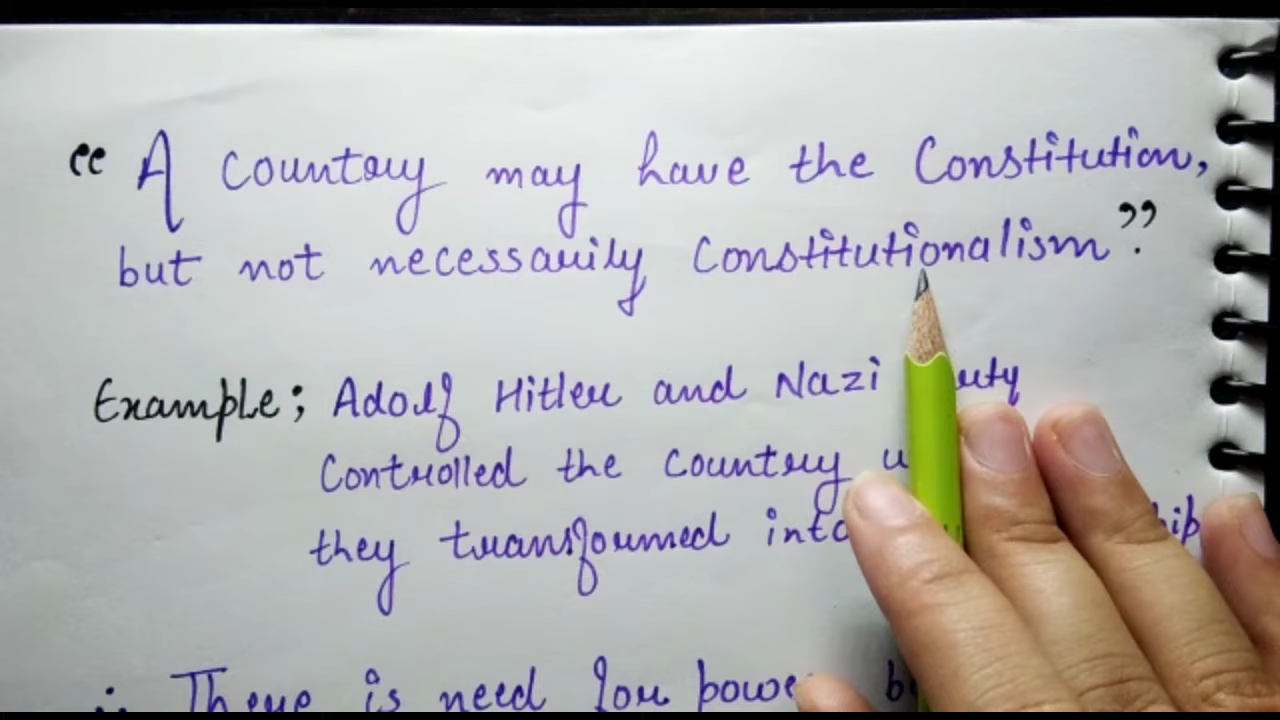 “ A Country may have the Constitution,
but not necessarily Constitutionalism”.
Example; Adolf Hitler and Nazi
Controlled the country
they transformed into
∴ There is need for power